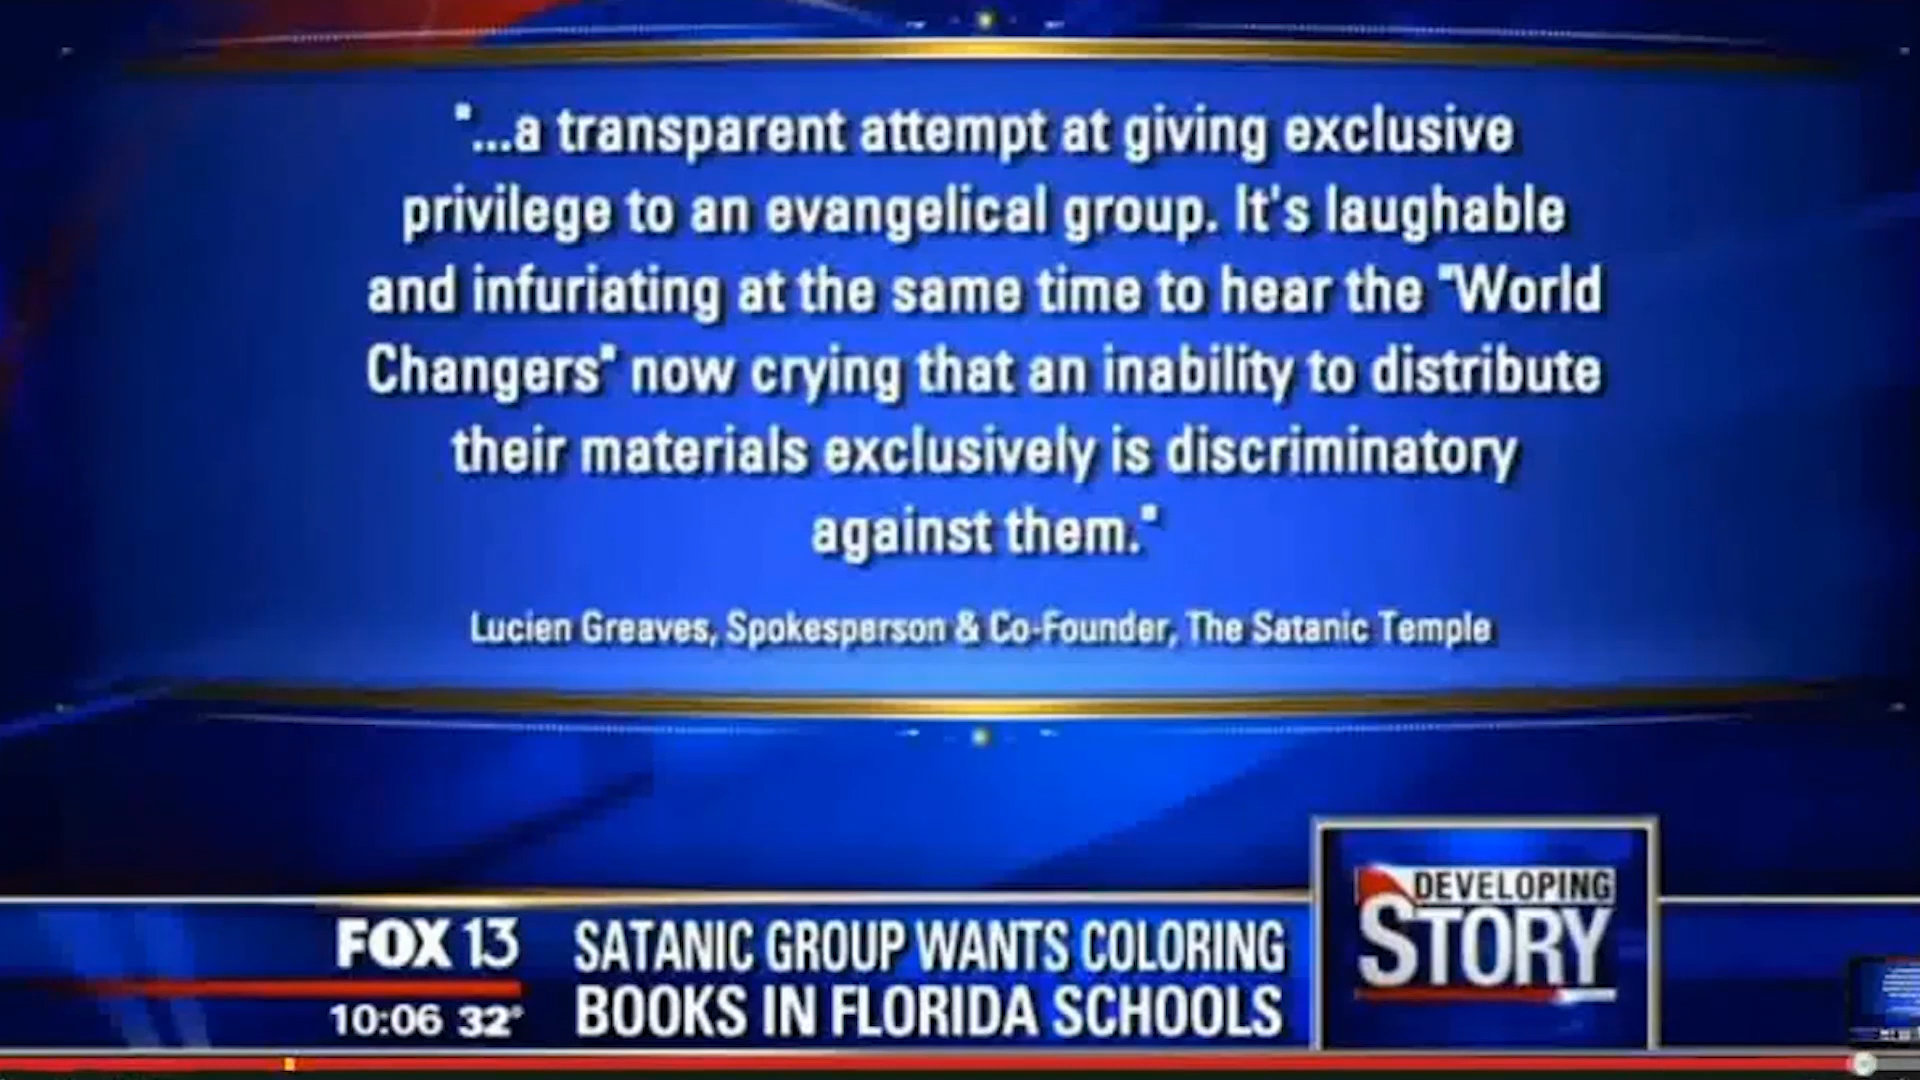 "...a transparent attempt at giving exclusive
privilege to an evangelical group. It's laughable
and infuriating at the same time to hear the "World
Changers" now crying that an inability to distribute
their materials exclusively is discriminatory
against them."
Lucien Greaves, Spokesperson & Co-Founder, The Satanic Temple
FOX 13
10:06 32°
SATANIC GROUP WANTS COLORING
BOOKS IN FLORIDA SCHOOLS
DEVELOPING
STORY